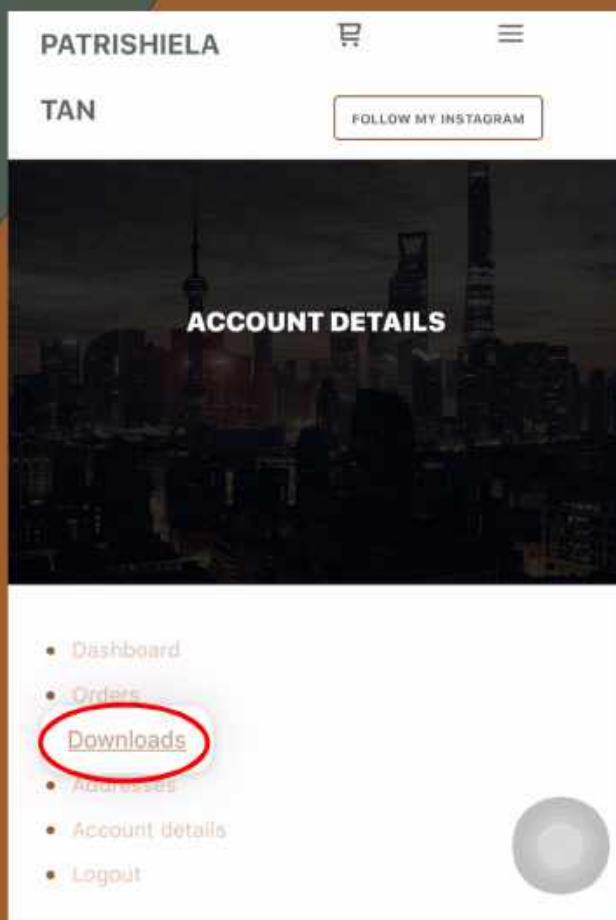 PATRISHIELA
TAN
FOLLOW MY INSTAGRAM
ACCOUNT DETAILS
Dashboard
Orders
Downloads
Addresses
Account details
Logout